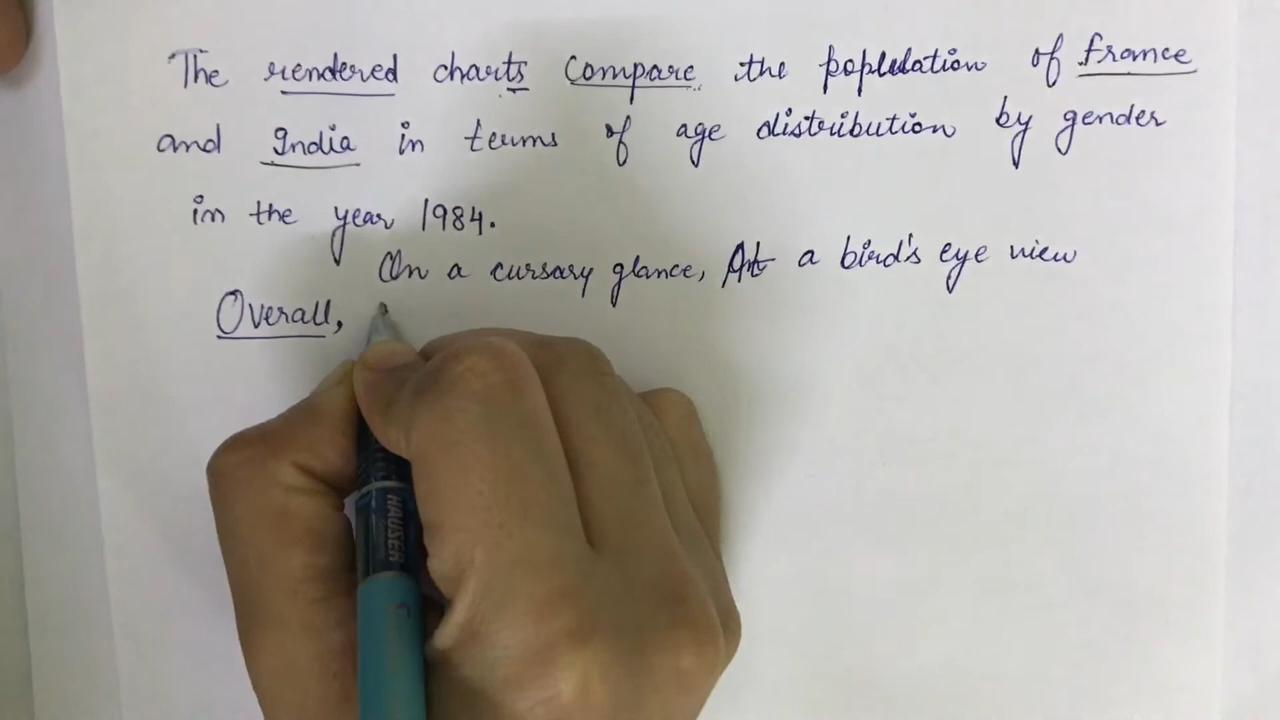 The rendered charts compare the poplulation of france
and India in terms of age distribution by gender
in the year 1984.
On a cursary glance, At a bird's eye view
Overall,
HAUSER